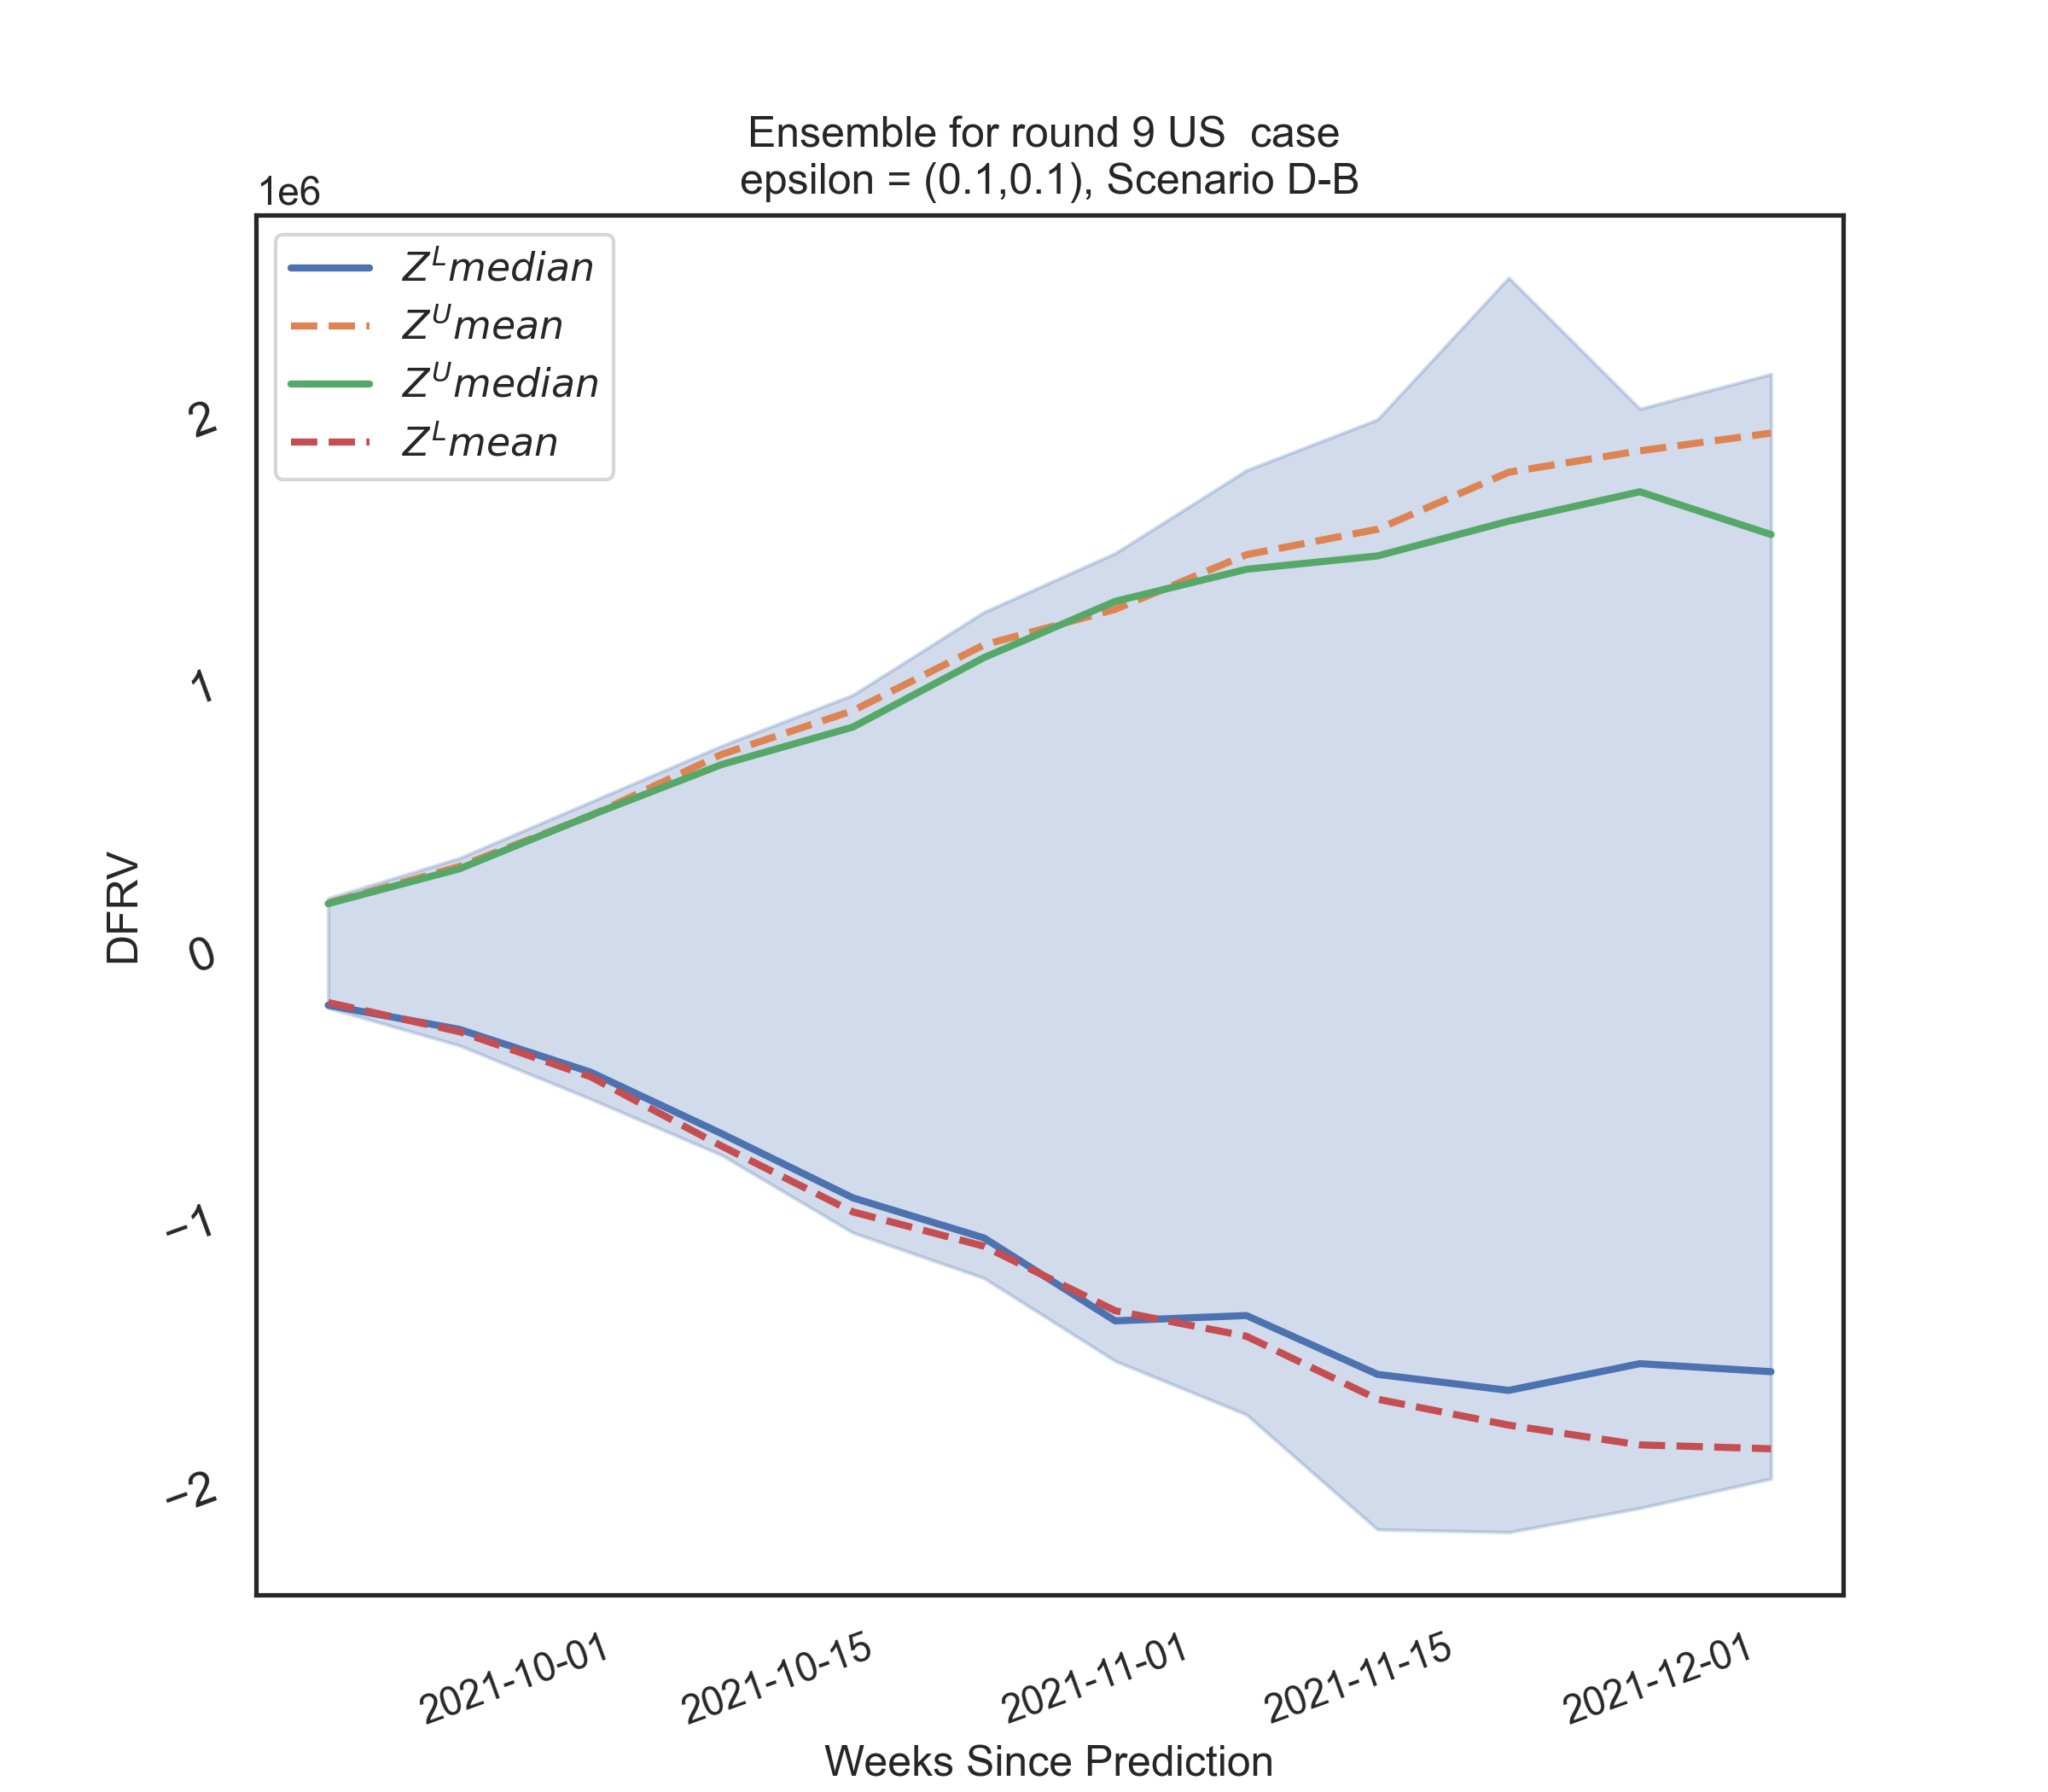 Ensemble for round 9 US  case
epsilon = (0.1,0.1), Scenario D-B
1e6
Z^L median
Z^U mean
Z^U median
Z^L mean
2
1
0
−1
−2
DFRV
2021-10-01
2021-10-15
2021-11-01
2021-11-15
2021-12-01
Weeks Since Prediction